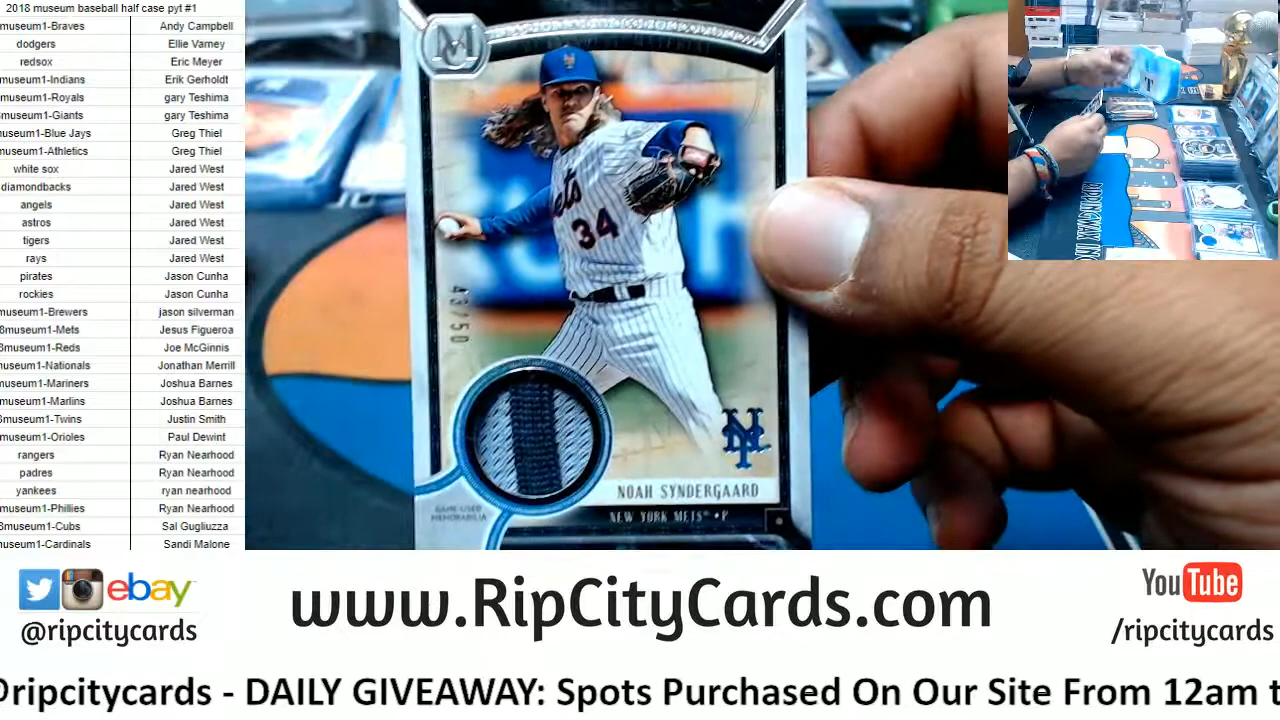 2018 museum baseball half case pyt #1
museum1-Braves Andy Campbell
dodgers Ellie Varney
redsox Eric Meyer
museum1-Indians Erik Gerholdt
museum1-Royals gary Teshima
museum1-Giants gary Teshima
museum1-Blue Jays Greg Thiel
museum1-Athletics Greg Thiel
white sox Jared West
diamondbacks Jared West
angels Jared West
astros Jared West
tigers Jared West
rays Jared West
pirates Jason Cunha
rockies Jason Cunha
museum1-Brewers jason silverman
8museum1-Mets Jesus Figueroa
8museum1-Reds Joe McGinnis
museum1-Nationals Jonathan Merrill
museum1-Mariners Joshua Barnes
museum1-Marlins Joshua Barnes
museum1-Twins Justin Smith
museum1-Orioles Paul Dewint
rangers Ryan Nearhood
padres Ryan Nearhood
yankees ryan nearhood
museum1-Phillies Ryan Nearhood
8museum1-Cubs Sal Gugliuzza
museum1-Cardinals Sandi Malone
M
Mets
34
43/50
NY
GAME-USED
MEMORABILIA
NOAH SYNDERGAARD
NEW YORK METS • P
ebay
@ripcitycards
www.RipCityCards.com
YouTube
/ripcitycards
@ripcitycards - DAILY GIVEAWAY: Spots Purchased On Our Site From 12am t